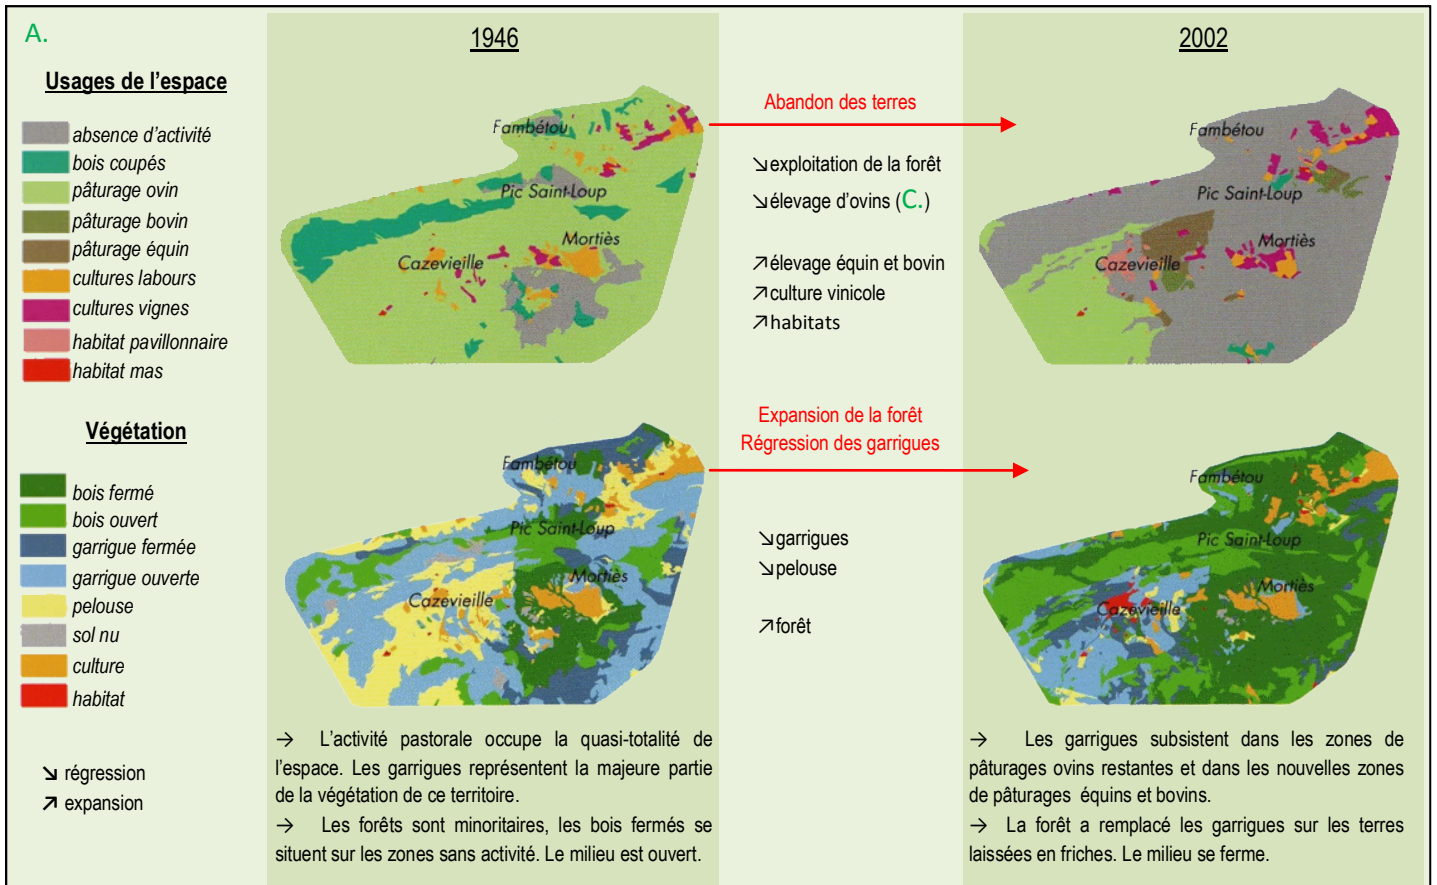 A.
Usages de l'espace
absence d'activité
bois coupés
pâturage ovin
pâturage bovin
pâturage équin
cultures labours
cultures vignes
habitat pavillonnaire
habitat mas
Végétation
bois fermé
bois ouvert
garrigue fermée
garrigue ouverte
pelouse
sol nu
culture
habitat
↘ régression
↗ expansion
1946
Fambétou
Pic Saint-Loup
Mortiès
Cazevieille
Fambétou
Pic Saint-Loup
Mortiès
Cazevieille
→ L'activité pastorale occupe la quasi-totalité de
l'espace. Les garrigues représentent la majeure partie
de la végétation de ce territoire.
→ Les forêts sont minoritaires, les bois fermés se
situent sur les zones sans activité. Le milieu est ouvert.
Abandon des terres
↘exploitation de la forêt
↘élevage d'ovins (C.)
↗élevage équin et bovin
↗culture vinicole
↗habitats
Expansion de la forêt
Régression des garrigues
↘garrigues
↘pelouse
↗forêt
2002
Fambétou
Pic Saint-Loup
Mortiès
Cazevieille
Fambétou
Pic Saint-Loup
Mortiès
Cazevieille
→ Les garrigues subsistent dans les zones de
pâturages ovins restantes et dans les nouvelles zones
de pâturages équins et bovins.
→ La forêt a remplacé les garrigues sur les terres
laissées en friches. Le milieu se ferme.